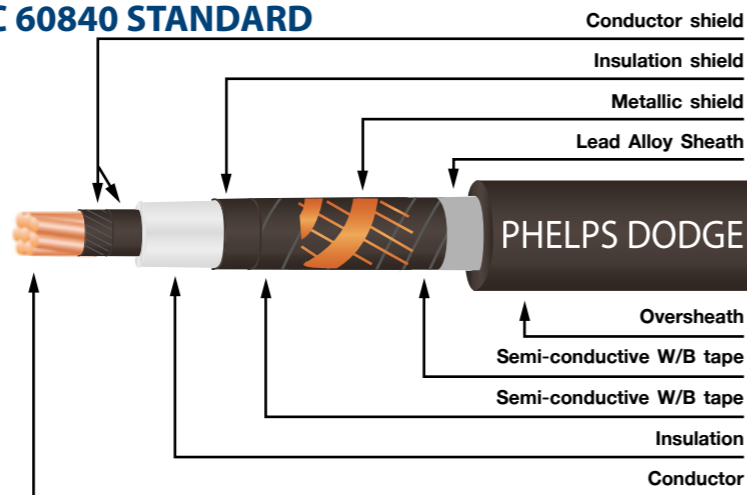 C 60840 STANDARD
Conductor shield
Insulation shield
Metallic shield
Lead Alloy Sheath
PHELPS DODGE
Oversheath
Semi-conductive W/B tape
Semi-conductive W/B tape
Insulation
Conductor